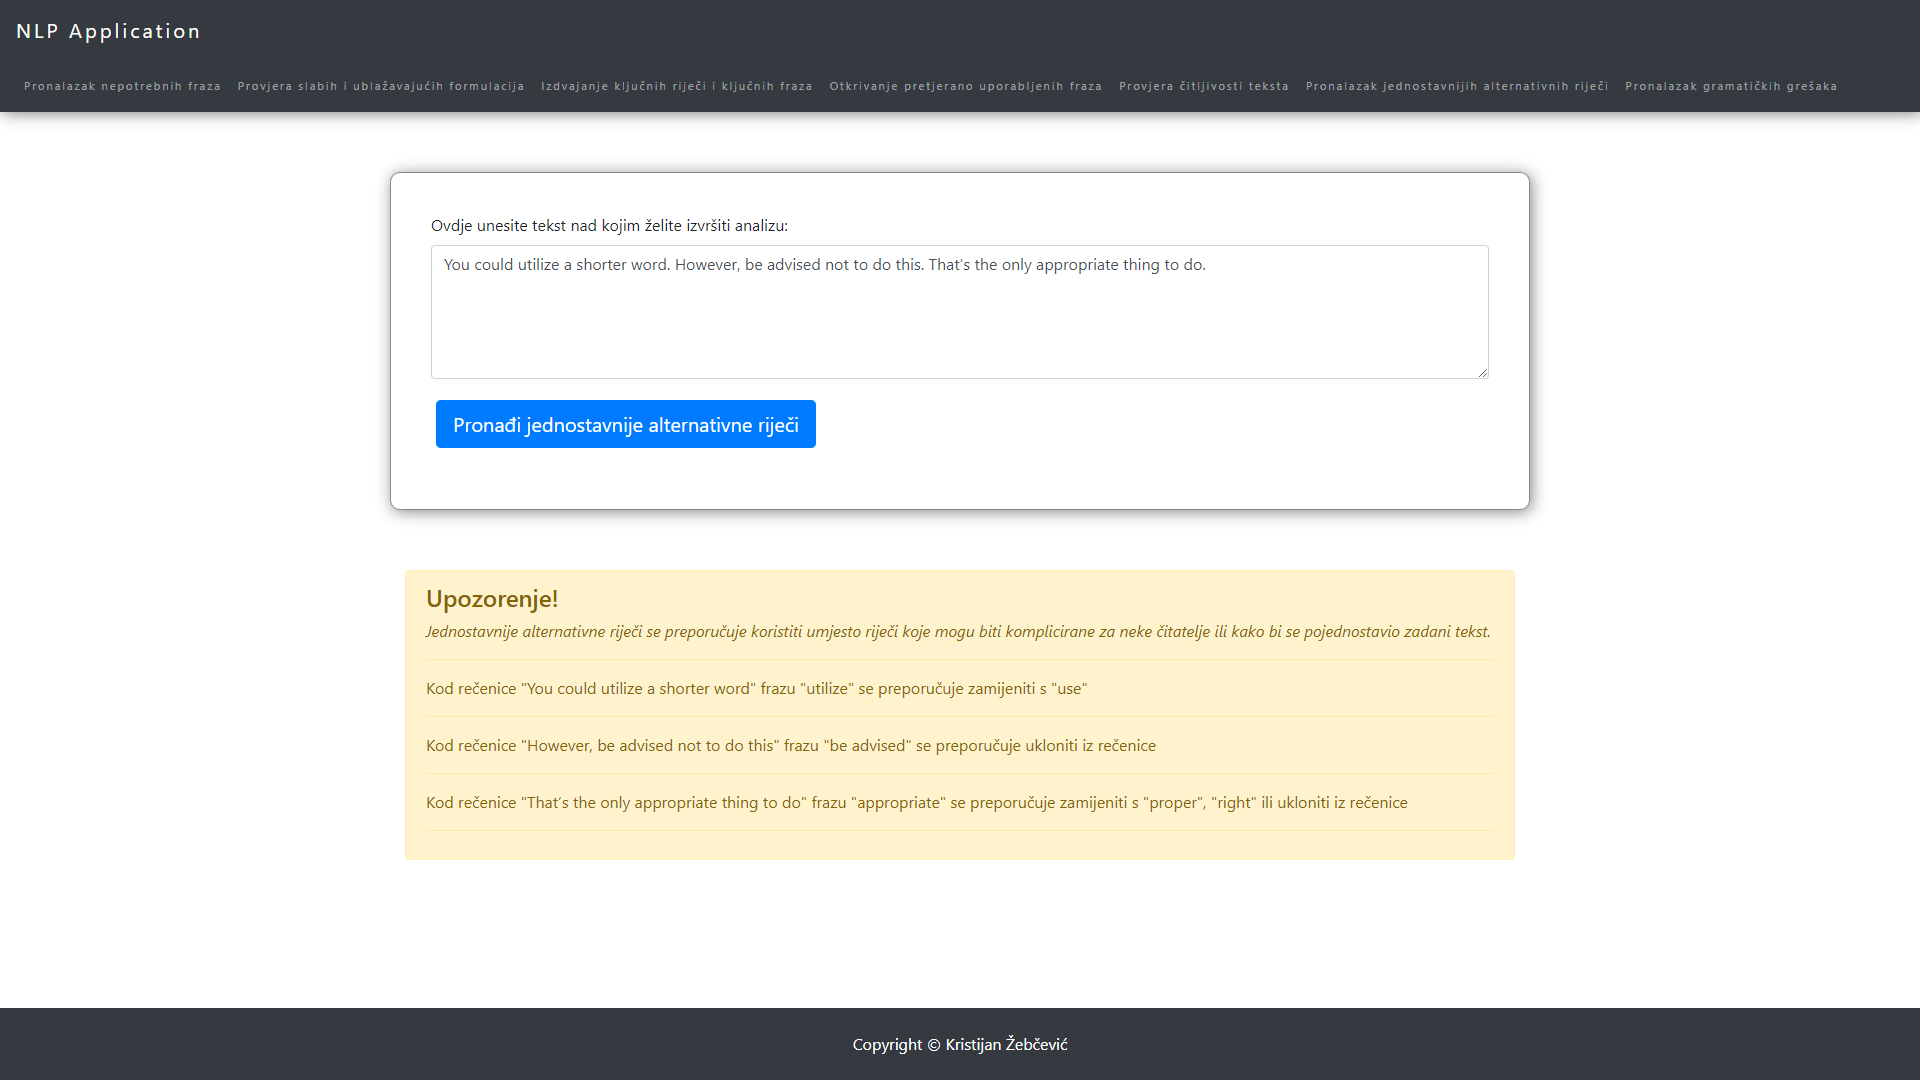 NLP Application
Pronalazak nepotrebnih fraza Provjera slabih i ublažavajućih formulacija Izdvajanje ključnih riječi i ključnih fraza Otkrivanje pretjerano uporabljenih fraza Provjera čitljivosti teksta Pronalazak jednostavnijih alternativnih riječi Pronalazak gramatičkih grešaka
Ovdje unesite tekst nad kojim želite izvršiti analizu:
You could utilize a shorter word. However, be advised not to do this. That’s the only appropriate thing to do.
Pronađi jednostavnije alternativne riječi
Upozorenje!
Jednostavnije alternativne riječi se preporučuje koristiti umjesto riječi koje mogu biti komplicirane za neke čitatelje ili kako bi se pojednostavio zadani tekst.
Kod rečenice "You could utilize a shorter word" frazu "utilize" se preporučuje zamijeniti s "use"
Kod rečenice "However, be advised not to do this" frazu "be advised" se preporučuje ukloniti iz rečenice
Kod rečenice "That’s the only appropriate thing to do" frazu "appropriate" se preporučuje zamijeniti s "proper", "right" ili ukloniti iz rečenice
Copyright © Kristijan Žebčević